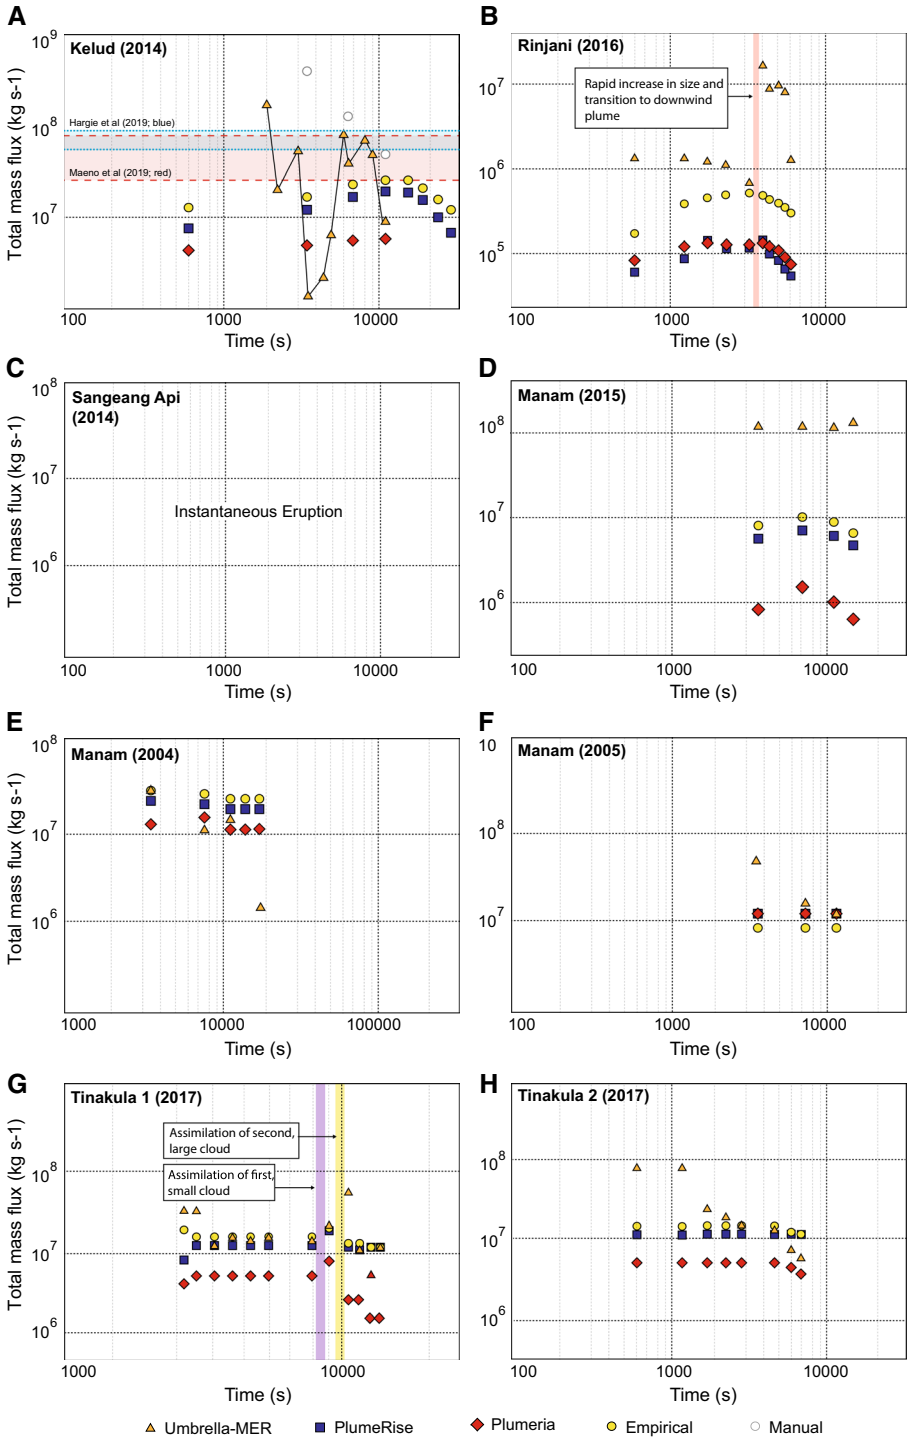 A
Kelud (2014)
10^9
10^8
10^7
Hargie et al (2019; blue)
Maeno et al (2019; red)
Total mass flux (kg s-1)
100 1000 10000
Time (s)
B
Rinjani (2016)
10^7
10^6
10^5
Rapid increase in size and
transition to downwind
plume
100 1000 10000
Time (s)
C
Sangeang Api
(2014)
10^8
10^7
10^6
Total mass flux (kg s-1)
Instantaneous Eruption
100 1000 10000
Time (s)
D
Manam (2015)
10^8
10^7
10^6
100 1000 10000
Time (s)
E
Manam (2004)
10^8
10^7
10^6
Total mass flux (kg s-1)
1000 10000 100000
Time (s)
F
Manam (2005)
10
10^8
10^7
100 1000 10000
Time (s)
G
Tinakula 1 (2017)
Assimilation of second,
large cloud
Assimilation of first,
small cloud
10^8
10^7
10^6
Total mass flux (kg s-1)
1000 10000
Time (s)
H
Tinakula 2 (2017)
10^8
10^7
10^6
100 1000 10000
Time (s)
Umbrella-MER PlumeRise Plumeria Empirical Manual